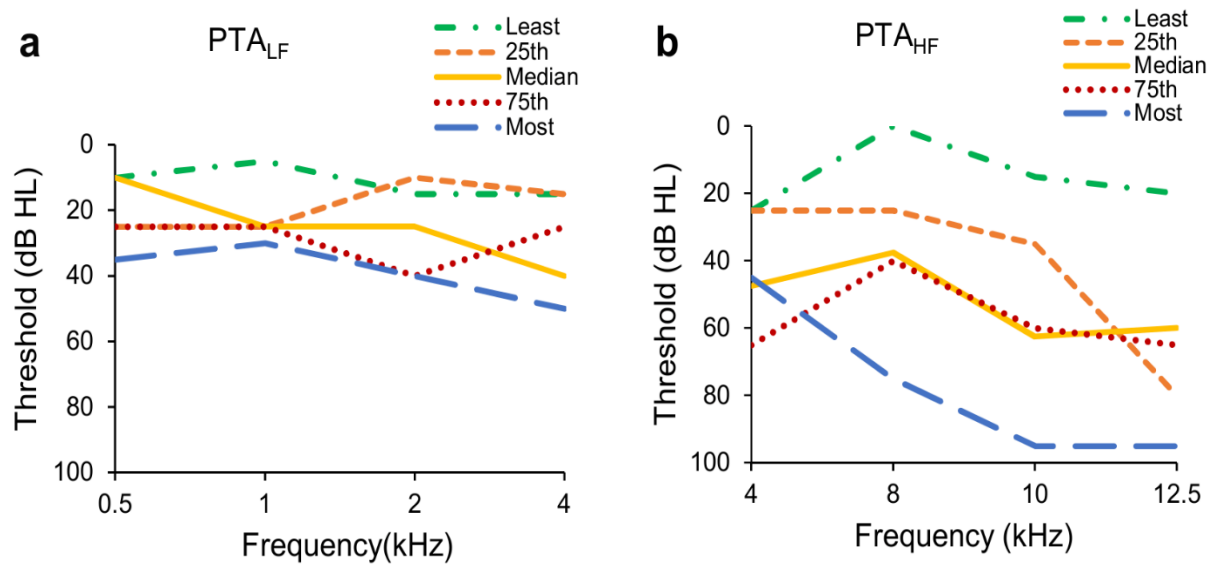 a
PTA_LF
Least
25th
Median
75th
Most
Threshold (dB HL)
0
20
40
60
80
100
0.5 1 2 4
Frequency(kHz)
b
PTA_HF
Least
25th
Median
75th
Most
Threshold (dB HL)
0
20
40
60
80
100
4 8 10 12.5
Frequency (kHz)